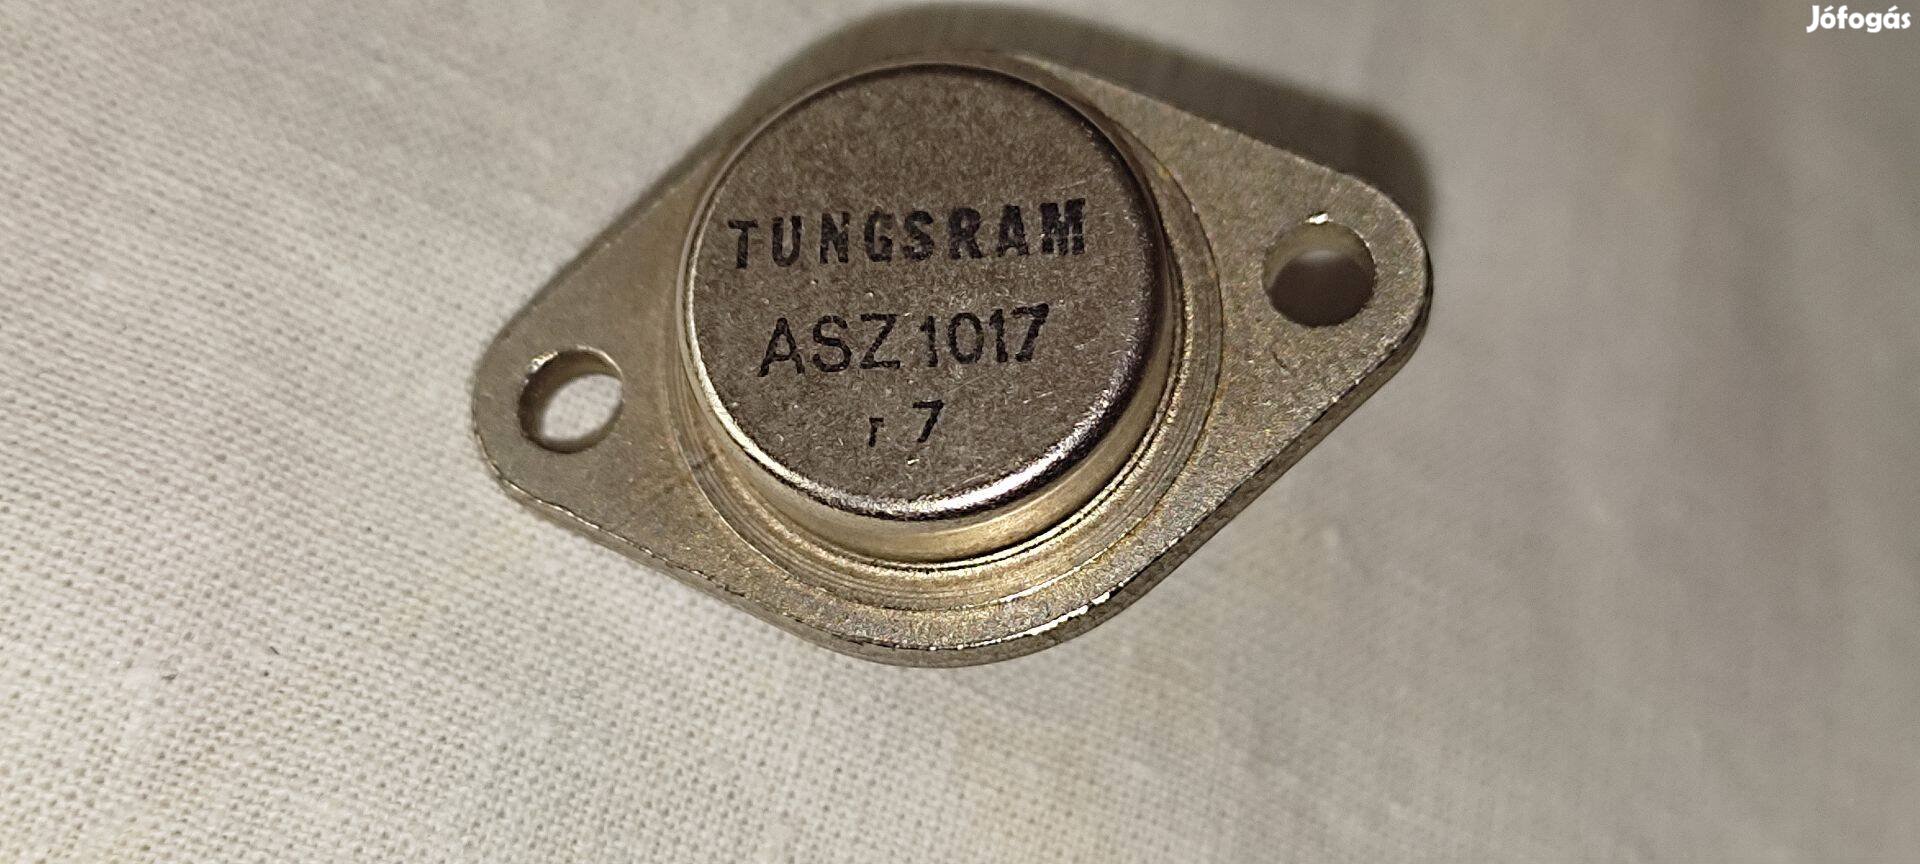 Jófogás
TUNGSRAM
ASZ1017
r 7